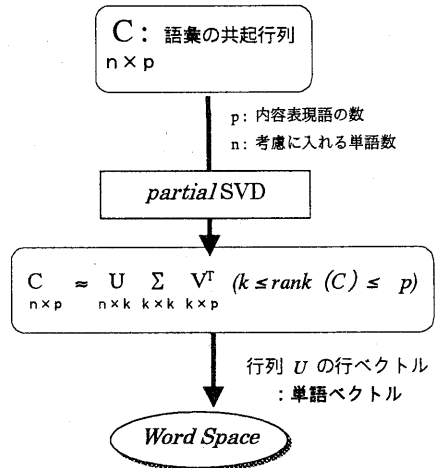 C: 語彙の共起行列
n×p
p: 内容表現語の数
n: 考慮に入れる単語数
partial SVD
C ≈ U Σ Vᵀ (k ≤ rank (C) ≤ p)
n×p n×k k×k k×p
行列 U の行ベクトル
:単語ベクトル
Word Space